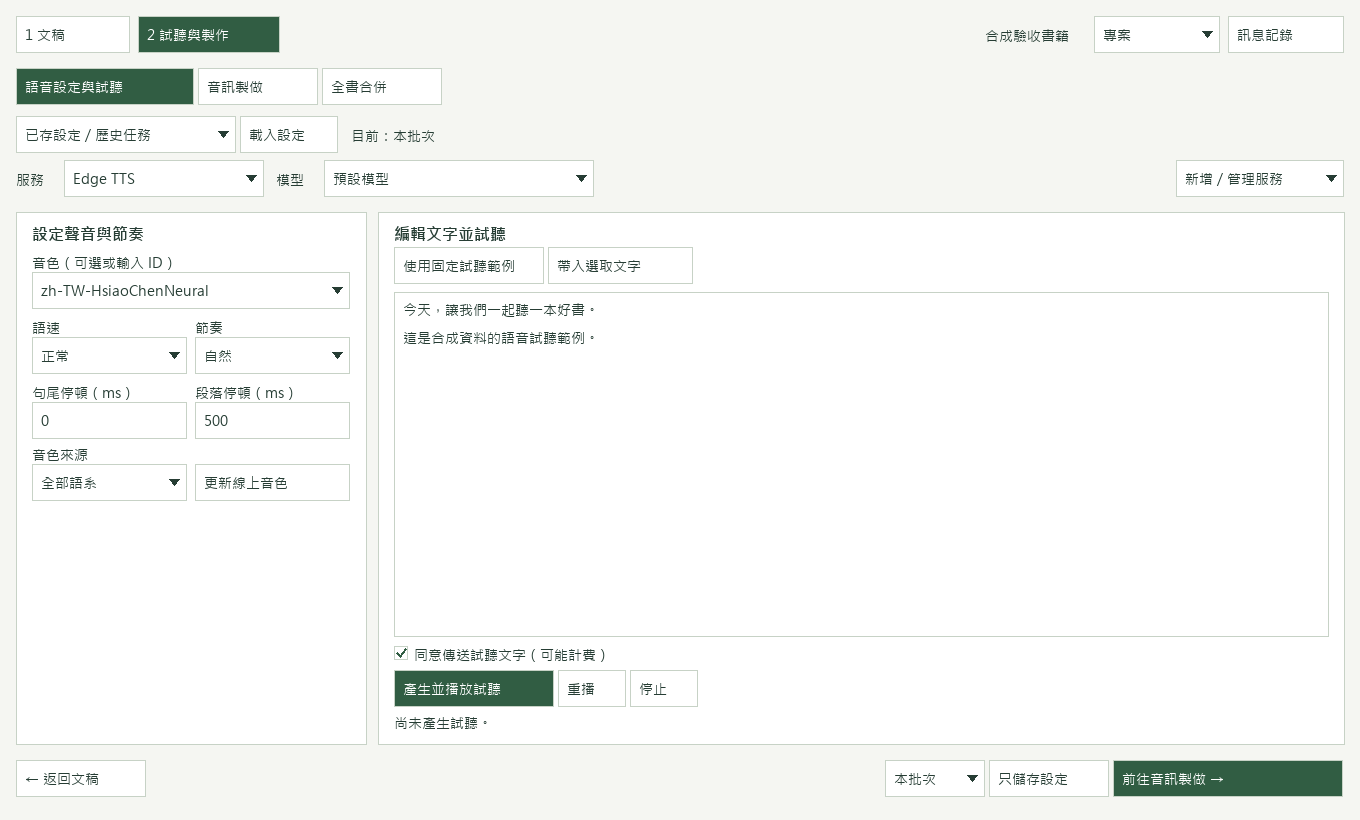 1 文稿
2 試聽與製作
合成驗收書籍
專案
訊息記錄
語音設定與試聽
音訊製做
全書合併
已存設定 / 歷史任務
載入設定
目前：本批次
服務
Edge TTS
模型
預設模型
新增 / 管理服務
設定聲音與節奏
音色（可選或輸入 ID）
zh-TW-HsiaoChenNeural
語速
節奏
正常
自然
句尾停頓（ms）
段落停頓（ms）
0
500
音色來源
全部語系
更新線上音色
編輯文字並試聽
使用固定試聽範例
帶入選取文字
今天，讓我們一起聽一本好書。
這是合成資料的語音試聽範例。
同意傳送試聽文字（可能計費）
產生並播放試聽
重播
停止
尚未產生試聽。
← 返回文稿
本批次
只儲存設定
前往音訊製做 →